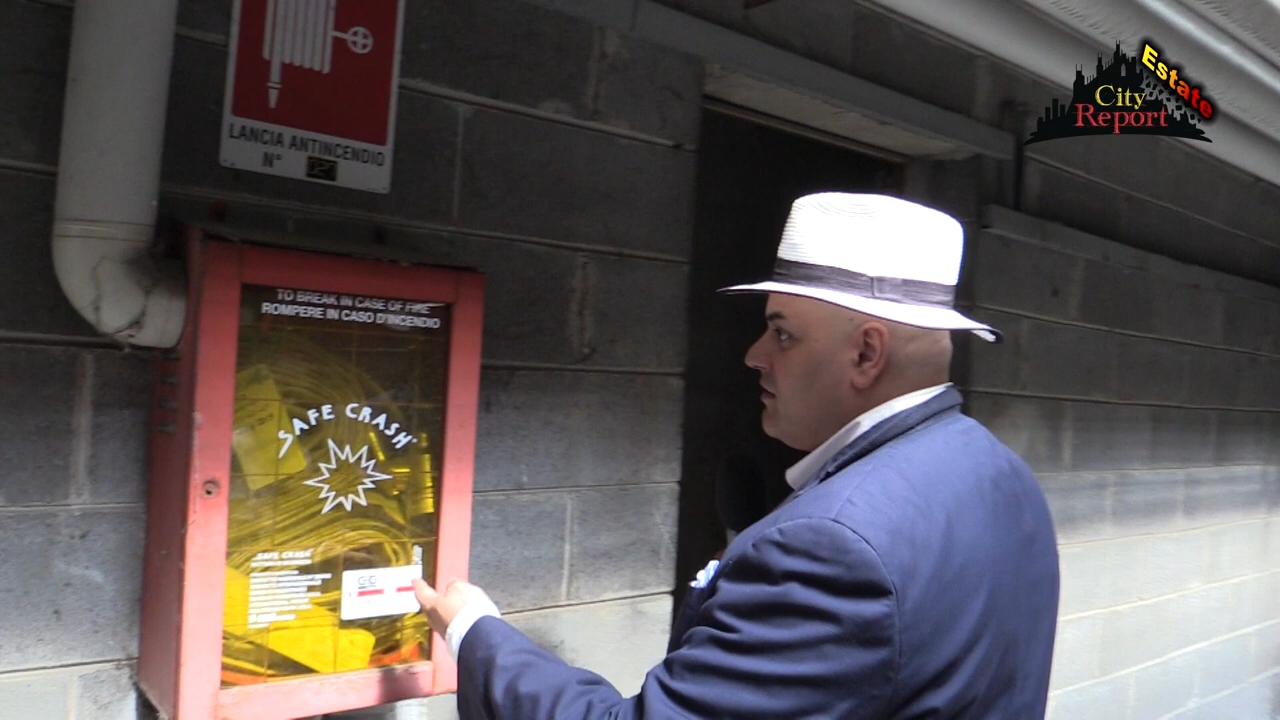 LANCIA ANTINCENDIO
N°
Estate
City
Report
TO BREAK IN CASE OF FIRE
ROMPERE IN CASO D'INCENDIO
SAFE CRASH
SAFE CRASH